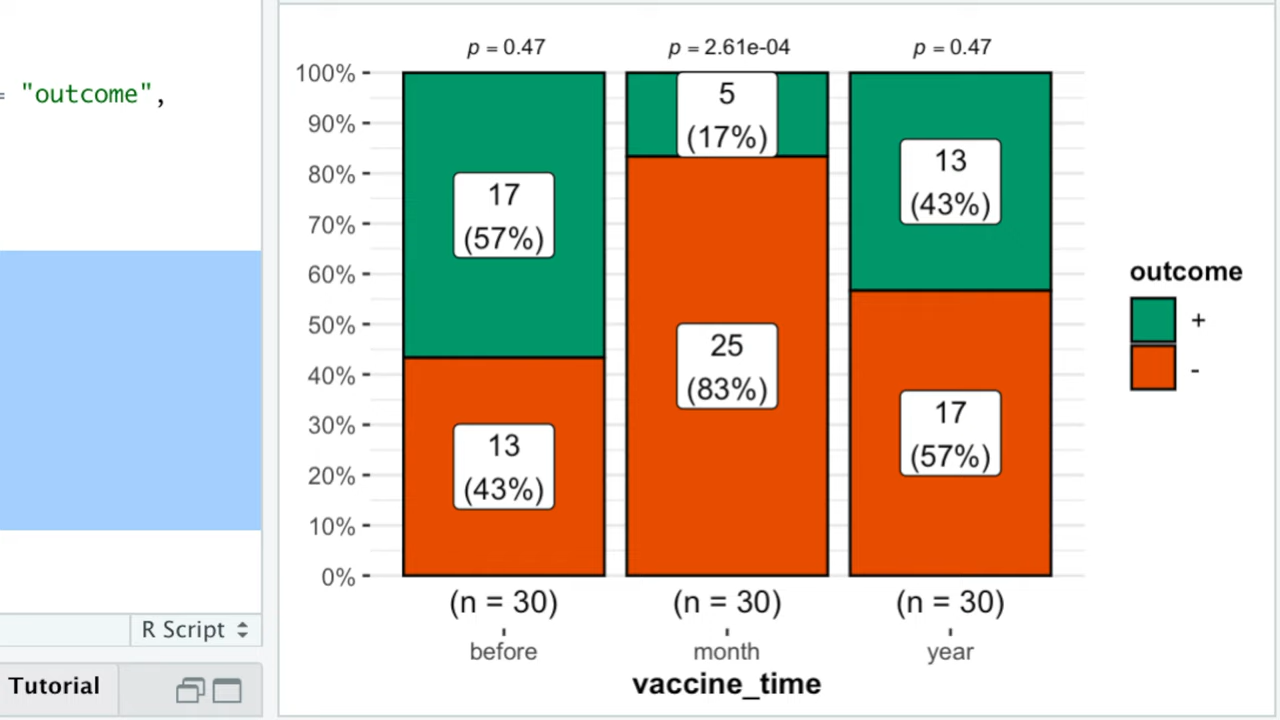 = "outcome",
R Script
Tutorial
p = 0.47
p = 2.61e-04
p = 0.47
100%
90%
80%
70%
60%
50%
40%
30%
20%
10%
0%
17
(57%)
13
(43%)
5
(17%)
25
(83%)
13
(43%)
17
(57%)
(n = 30)
(n = 30)
(n = 30)
before
month
year
vaccine_time
outcome
+
-